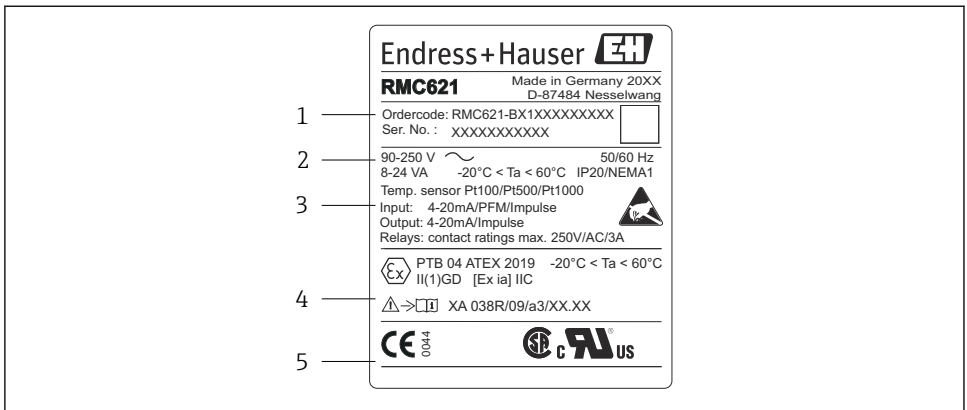 Endress+Hauser EH
RMC621
Made in Germany 20XX
D-87484 Nesselwang
1
Ordercode: RMC621-BX1XXXXXXXXX
Ser. No. : XXXXXXXXXXX
2
90-250 V 50/60 Hz
8-24 VA -20°C < Ta < 60°C IP20/NEMA1
Temp. sensor Pt100/Pt500/Pt1000
3
Input: 4-20mA/PFM/Impulse
Output: 4-20mA/Impulse
Relays: contact ratings max. 250V/AC/3A
Ex PTB 04 ATEX 2019 -20°C < Ta < 60°C
II(1)GD [Ex ia] IIC
4
XA 038R/09/a3/XX.XX
CE 0044 SA c RU ® US
5